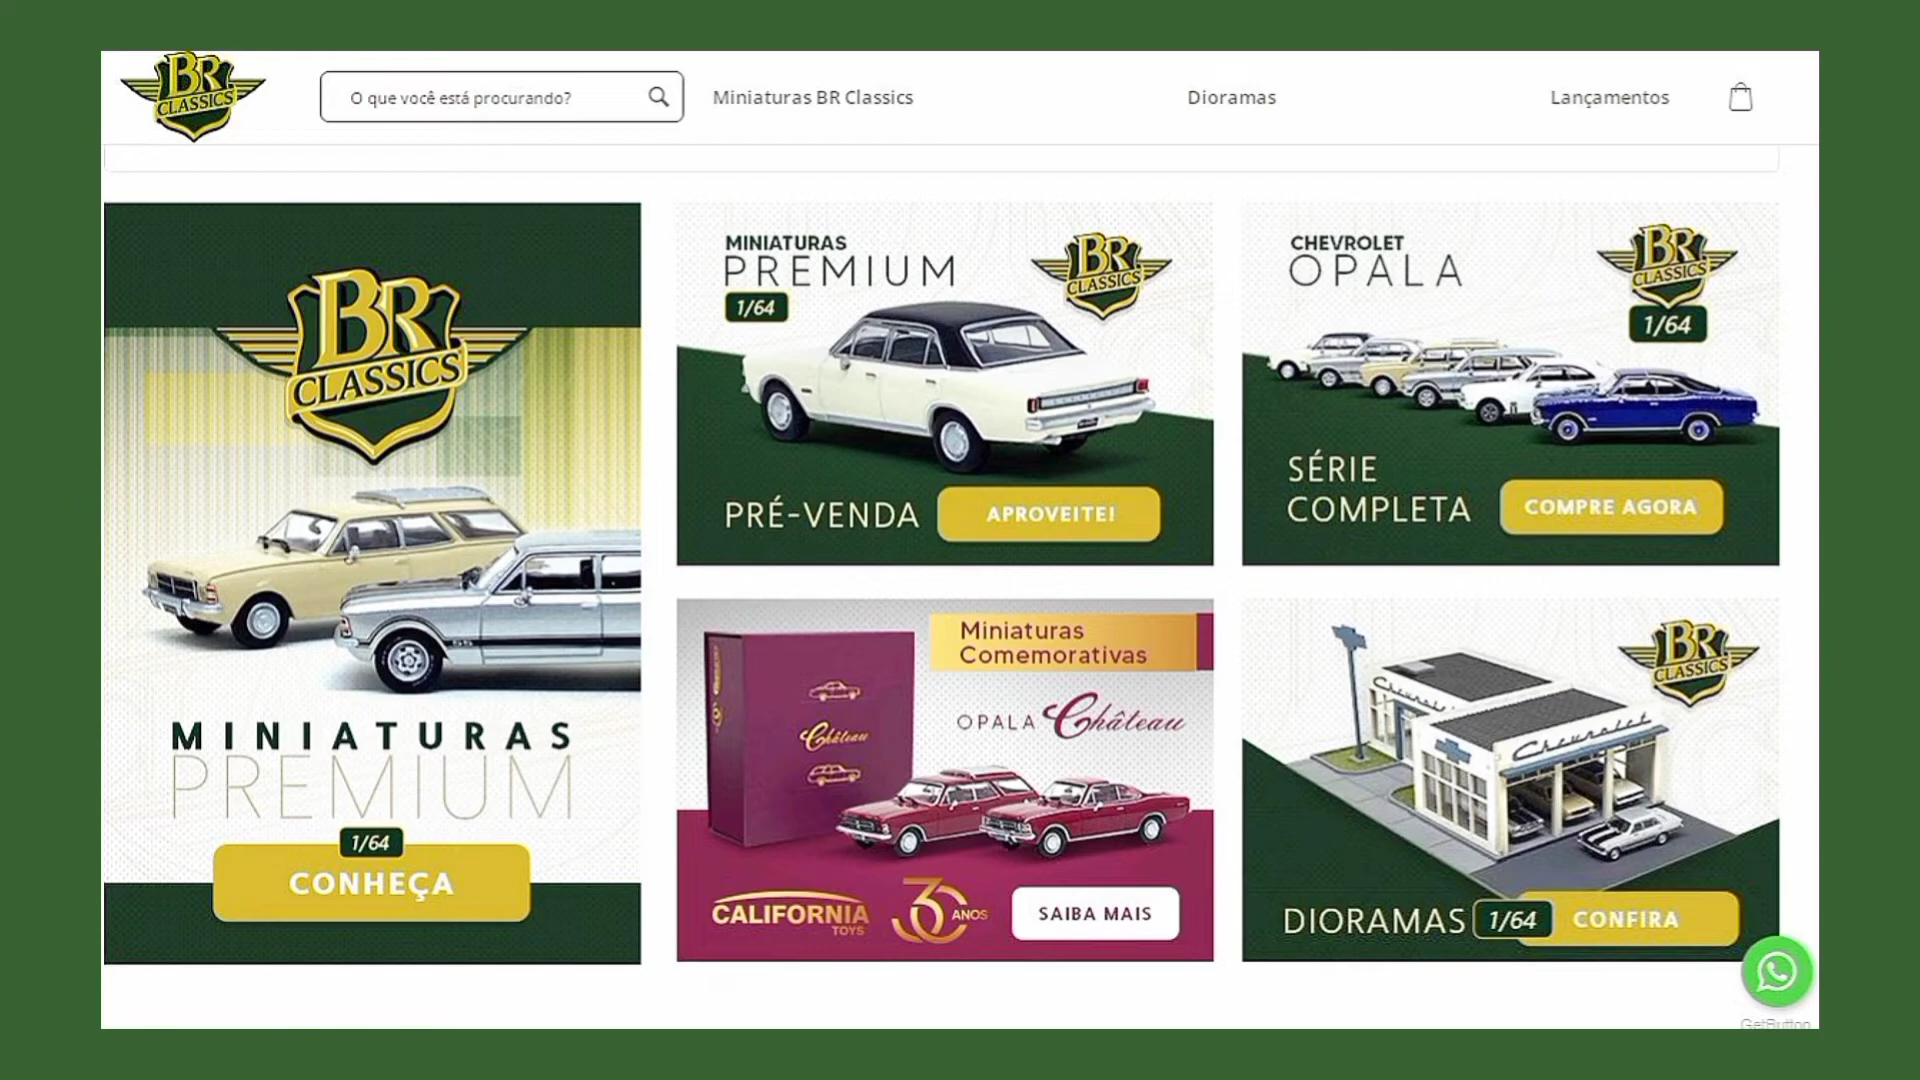 BR
CLASSICS
O que você está procurando?
Miniaturas BR Classics
Dioramas
Lançamentos
BR
CLASSICS
MINIATURAS
PREMIUM
1/64
CONHEÇA
MINIATURAS
PREMIUM
1/64
BR
CLASSICS
PRÉ-VENDA
APROVEITE!
CHEVROLET
OPALA
BR
CLASSICS
1/64
SÉRIE
COMPLETA
COMPRE AGORA
Miniaturas
Comemorativas
OPALA Château
Château
CALIFORNIA
TOYS
30 ANOS
SAIBA MAIS
BR
CLASSICS
Chevrolet
Chevrolet
DIORAMAS 1/64
CONFIRA
GetButton